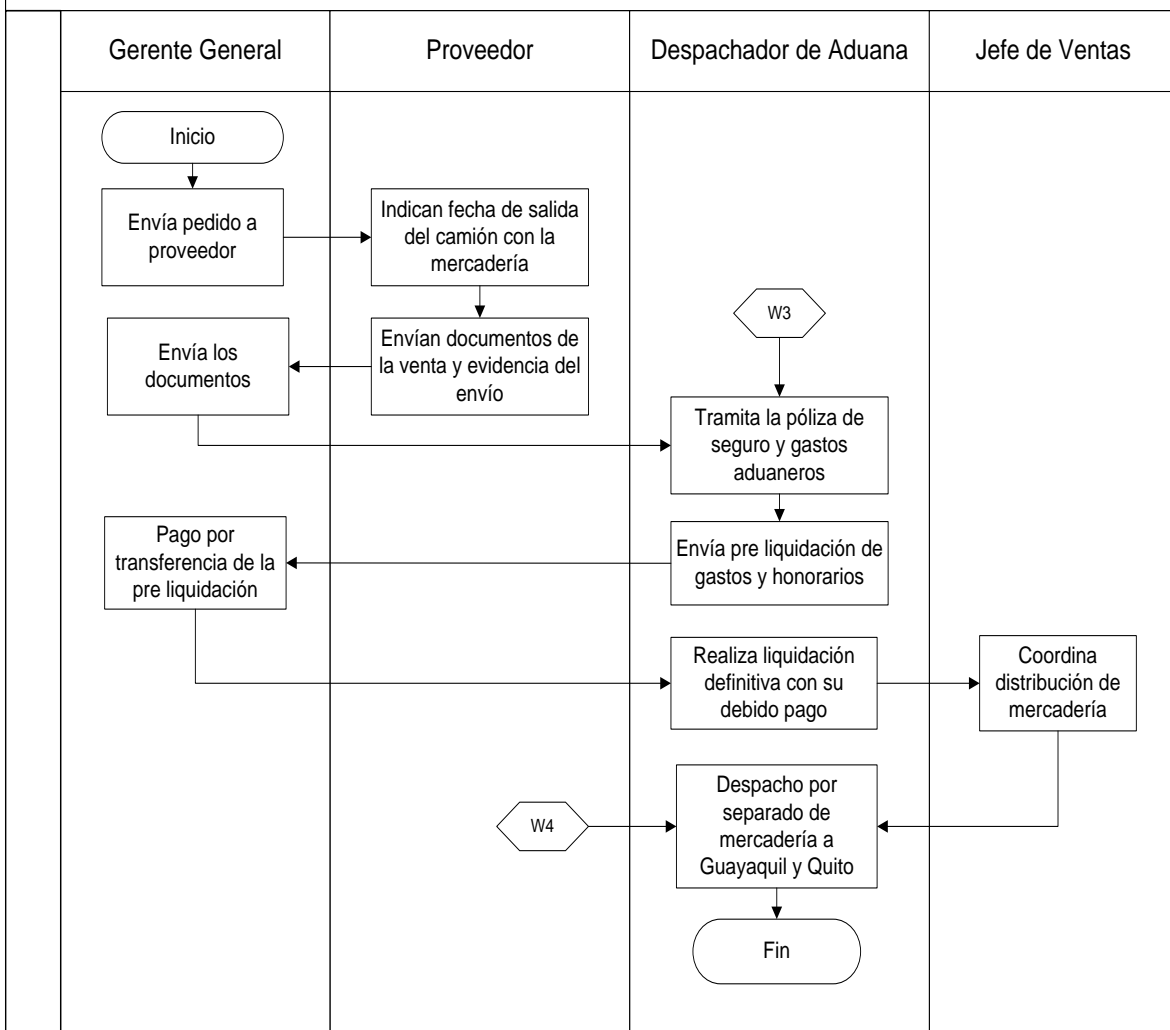 Gerente General
Proveedor
Despachador de Aduana
Jefe de Ventas
Inicio
Envía pedido a
proveedor
Indican fecha de salida
del camión con la
mercadería
W3
Envían documentos de
la venta y evidencia del
envío
Envía los
documentos
Tramita la póliza de
seguro y gastos
aduaneros
Envía pre liquidación de
gastos y honorarios
Pago por
transferencia de la
pre liquidación
Realiza liquidación
definitiva con su
debido pago
Coordina
distribución de
mercadería
W4
Despacho por
separado de
mercadería a
Guayaquil y Quito
Fin